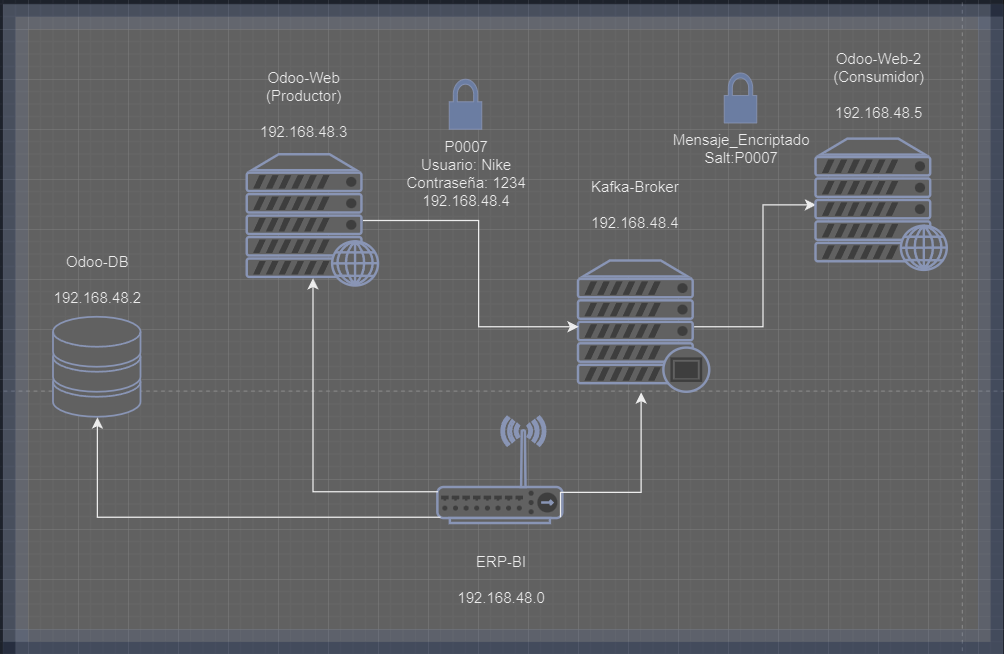 Odoo-Web
(Productor)
192.168.48.3
P0007
Usuario: Nike
Contraseña: 1234
192.168.48.4
Mensaje_Encriptado
Salt:P0007
Odoo-Web-2
(Consumidor)
192.168.48.5
Kafka-Broker
192.168.48.4
Odoo-DB
192.168.48.2
ERP-BI
192.168.48.0